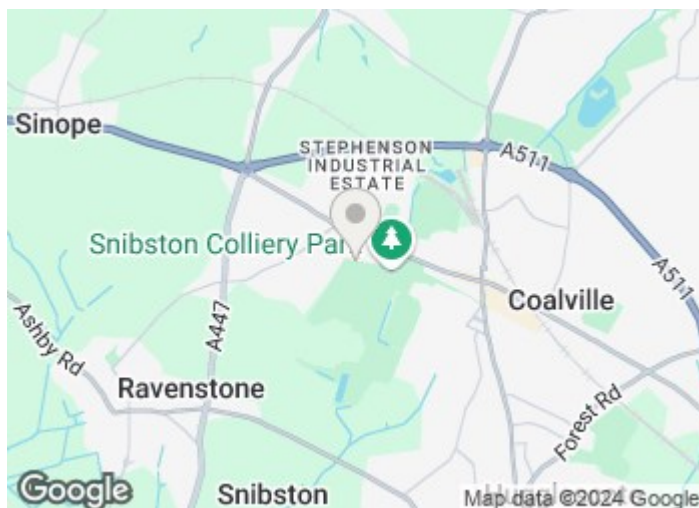 Sinope
STEPHENSON
INDUSTRIAL
ESTATE
A511
Snibston Colliery Park
A511
Coalville
Ashby Rd
A447
Ravenstone
Forest Rd
Snibston
Google
Map data ©2024 Google